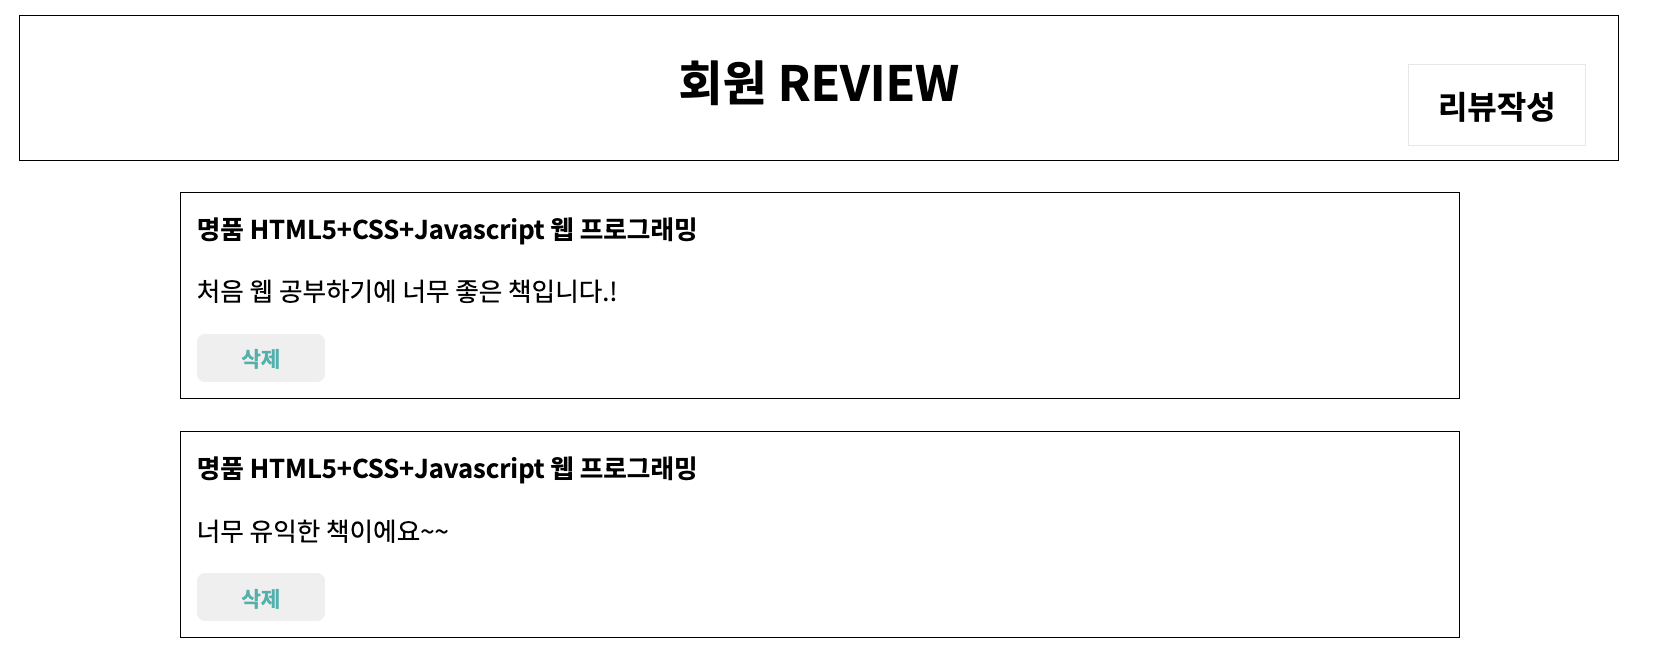 회원 REVIEW
리뷰작성
명품 HTML5+CSS+Javascript 웹 프로그래밍
처음 웹 공부하기에 너무 좋은 책입니다.!
삭제
명품 HTML5+CSS+Javascript 웹 프로그래밍
너무 유익한 책이에요~~
삭제